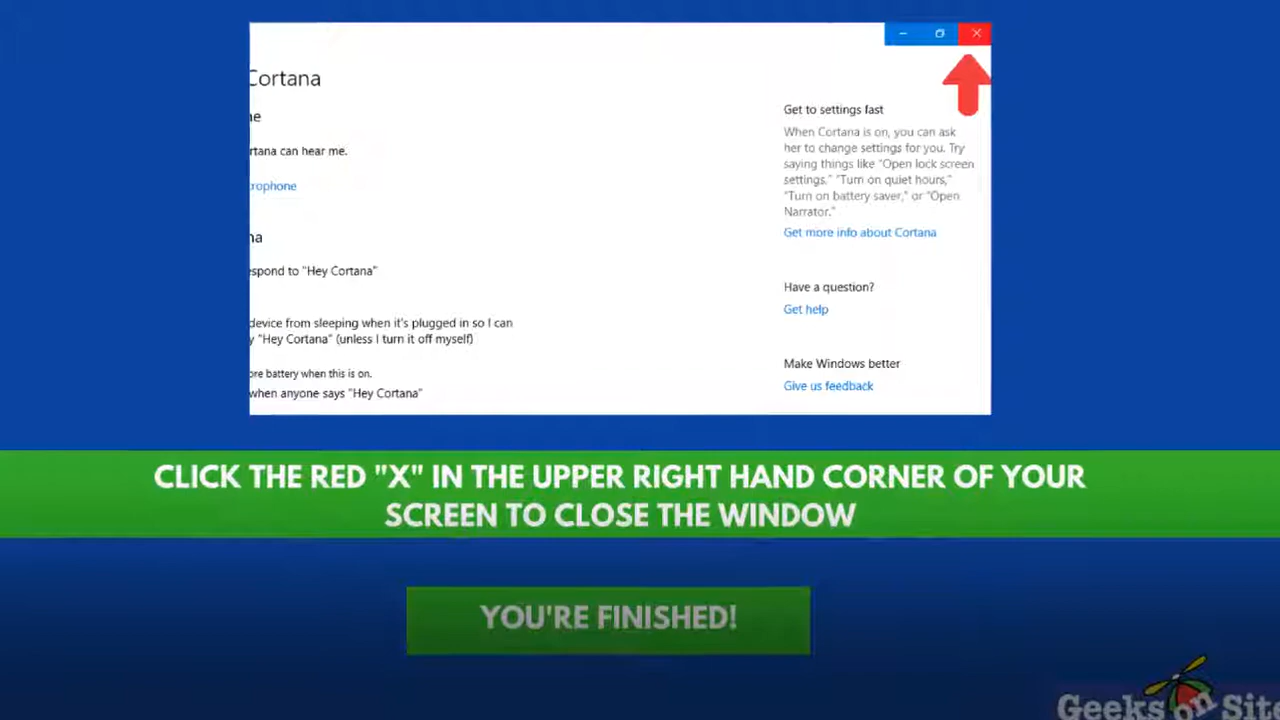 Cortana
Get to settings fast
When Cortana is on, you can ask
her to change settings for you. Try
saying things like "Open lock screen
settings." "Turn on quiet hours,"
"Turn on battery saver," or "Open
Narrator."
Get more info about Cortana
Have a question?
Get help
Make Windows better
Give us feedback
ne
rtana can hear me.
rophone
na
spond to "Hey Cortana"
device from sleeping when it's plugged in so I can
y "Hey Cortana" (unless I turn it off myself)
ore battery when this is on.
when anyone says "Hey Cortana"
CLICK THE RED "X" IN THE UPPER RIGHT HAND CORNER OF YOUR
SCREEN TO CLOSE THE WINDOW
YOU'RE FINISHED!
Geeks on Site